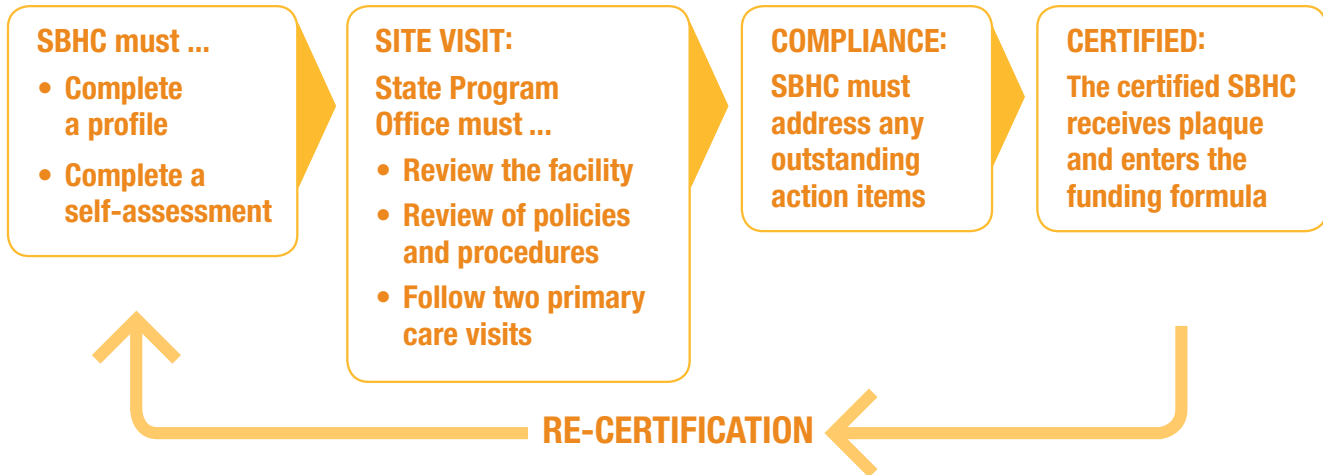 SBHC must ...
• Complete
a profile
• Complete a
self-assessment
SITE VISIT:
State Program
Office must ...
• Review the facility
• Review of policies
and procedures
• Follow two primary
care visits
COMPLIANCE:
SBHC must
address any
outstanding
action items
CERTIFIED:
The certified SBHC
receives plaque
and enters the
funding formula
RE-CERTIFICATION